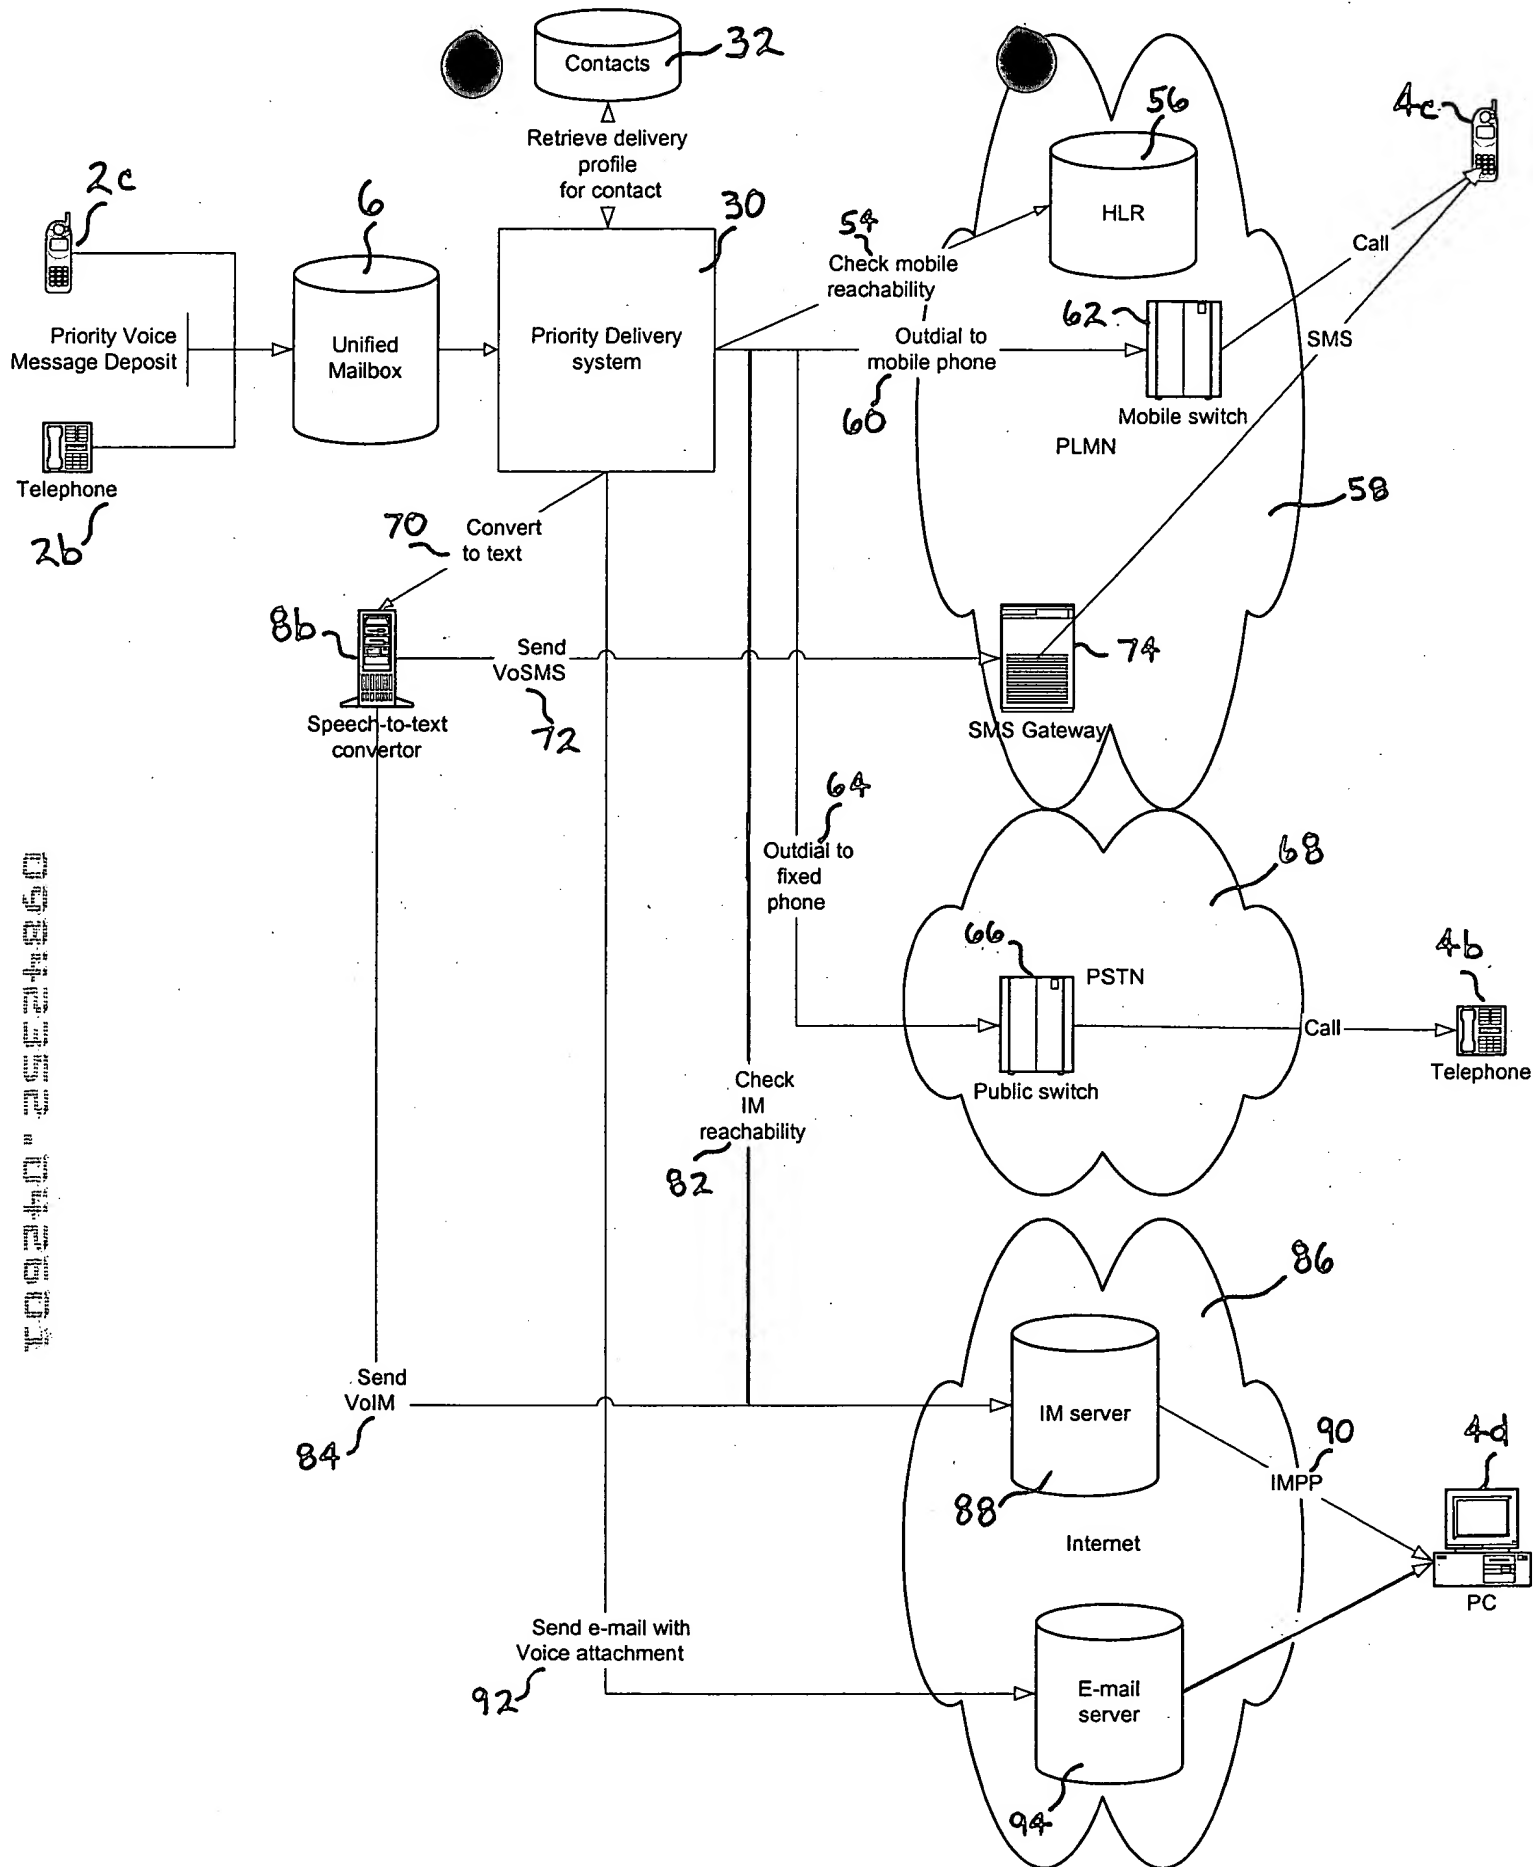 Contacts
32
Retrieve delivery
profile
for contact
2c
6
30
56
4c
HLR
54
Check mobile
reachability
Call
62
Priority Voice
Message Deposit
Unified
Mailbox
Priority Delivery
system
Outdial to
mobile phone
60
SMS
Mobile switch
PLMN
Telephone
2b
58
70
Convert
to text
8b
Send
VoSMS
72
74
Speech-to-text
convertor
SMS Gateway
64
Outdial to
fixed
phone
68
66
PSTN
4b
Call
Telephone
Public switch
Check
IM
reachability
82
86
Send
VoIM
84
IM server
88
90
IMPP
4d
Internet
PC
Send e-mail with
Voice attachment
92
E-mail
server
94
09842352.042601